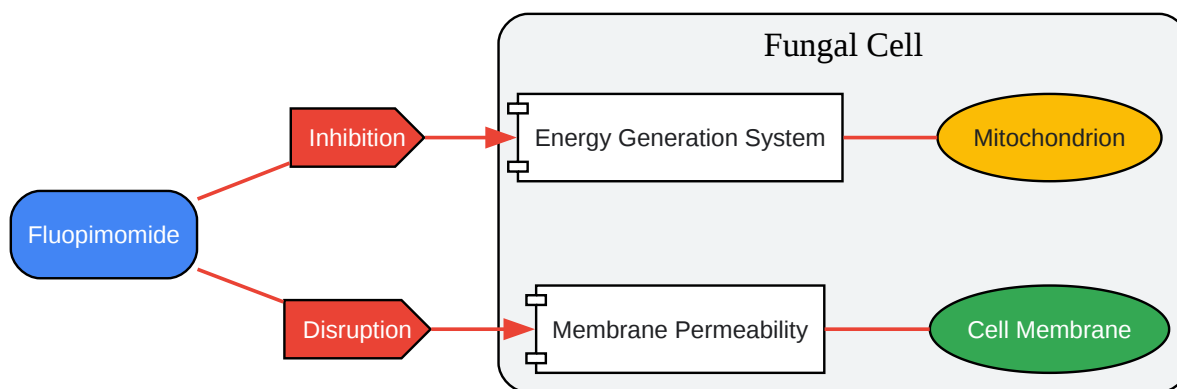 Fungal Cell
Inhibition
Energy Generation System
Mitochondrion
Fluopimomide
Disruption
Membrane Permeability
Cell Membrane